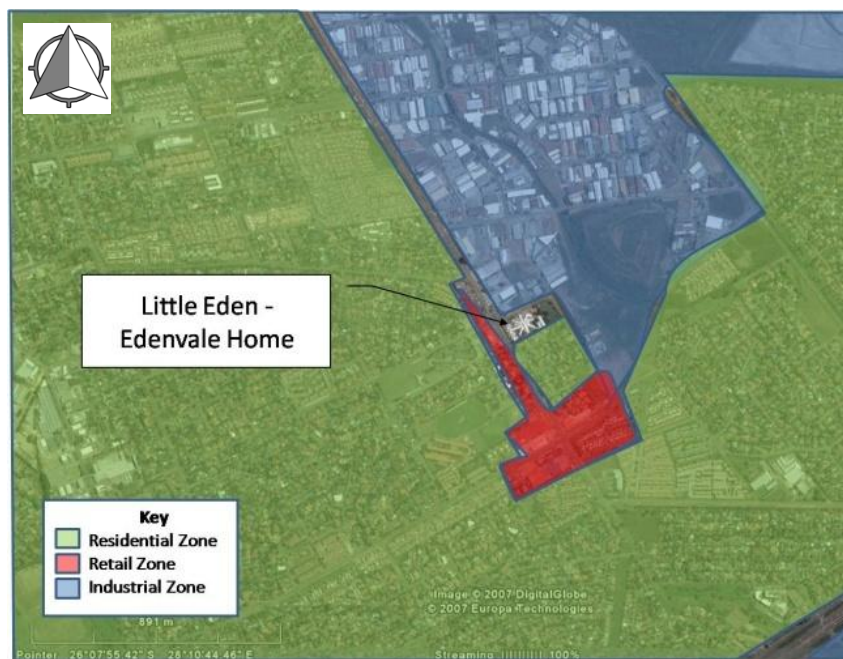 Little Eden -
Edenvale Home
Key
Residential Zone
Retail Zone
Industrial Zone
891 m
Image © 2007 DigitalGlobe
© 2007 Europa Technologies
Pointer 26°07'55.42" S 28°10'44.46" E
Streaming ||||||||| 100%